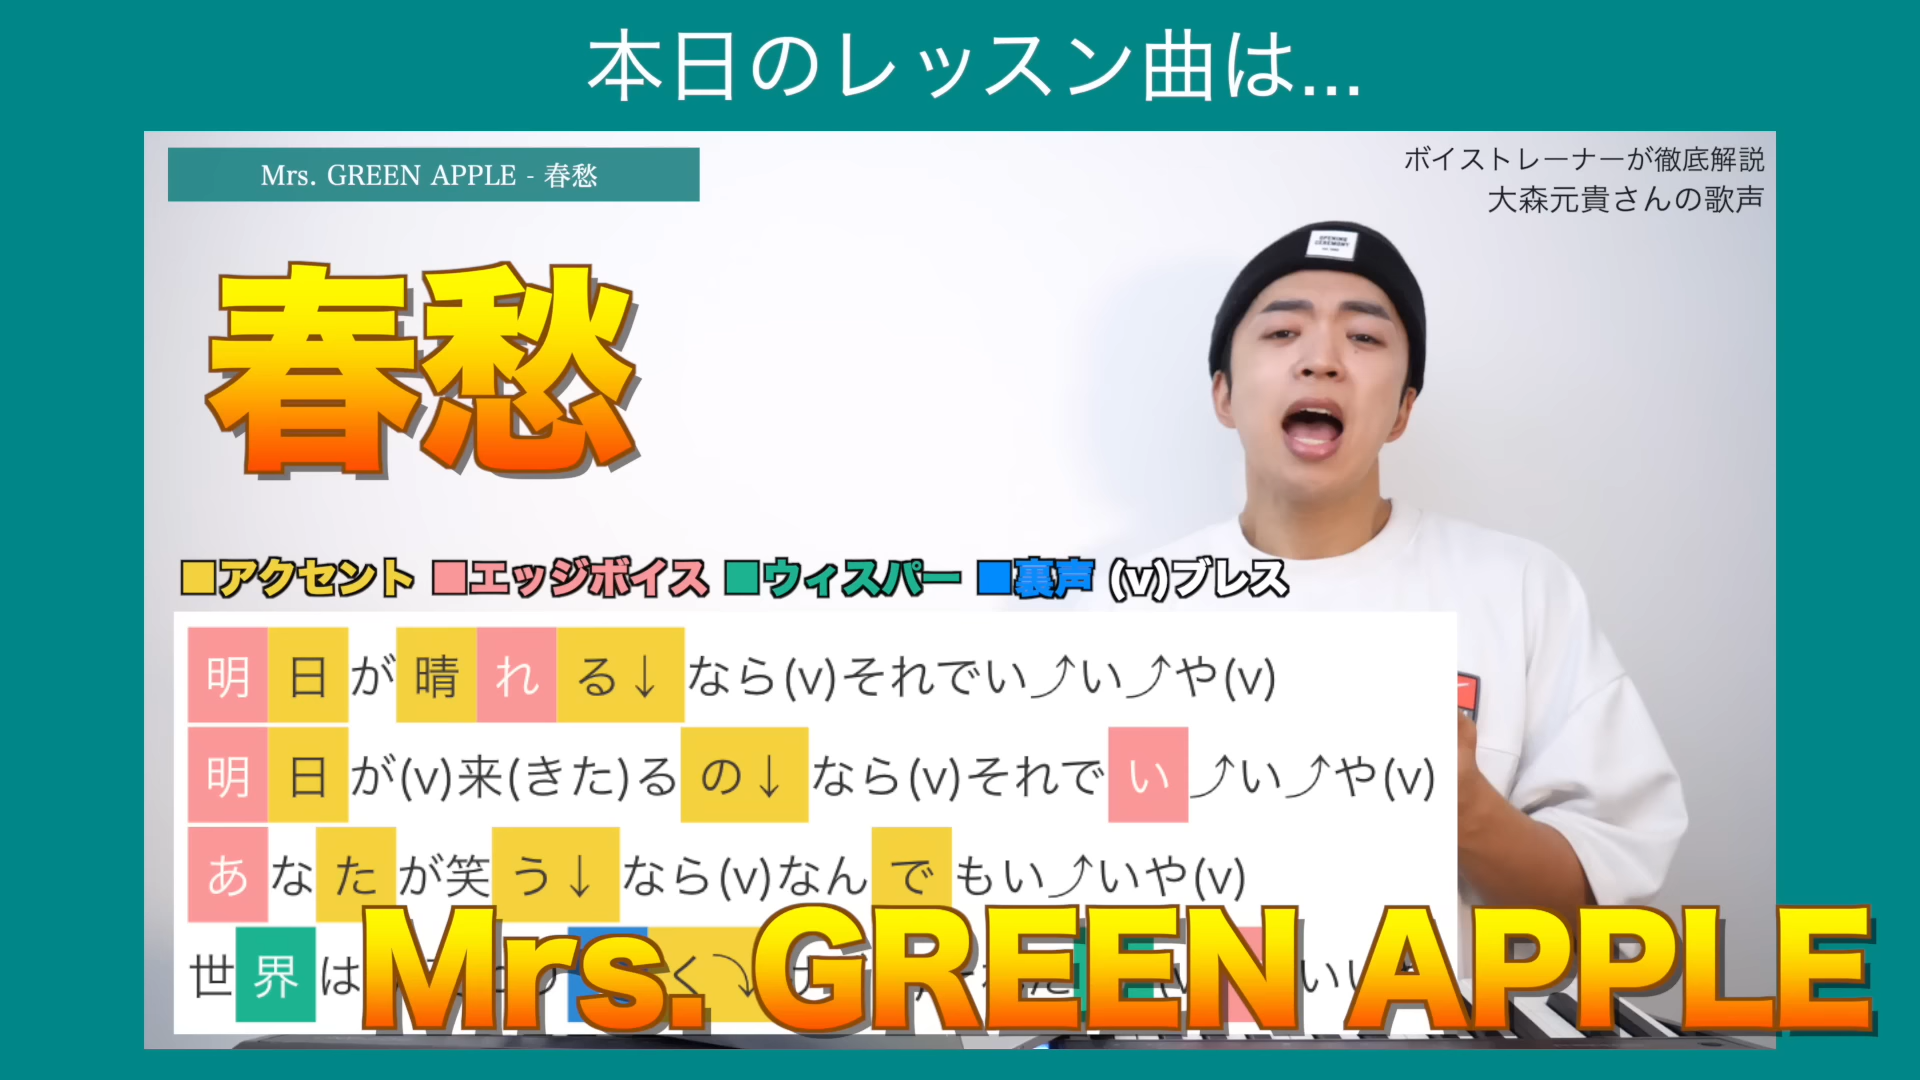 本日のレッスン曲は...
Mrs. GREEN APPLE - 春愁
ボイストレーナーが徹底解説
大森元貴さんの歌声
OPENING CEREMONY
春愁
■アクセント ■エッジボイス ■ウィスパー ■裏声 (v)ブレス
明日が晴れる↓なら(v)それでい⤴い⤴や(v)
明日が(v)来(きた)るの↓なら(v)それでい⤴い⤴や(v)
あなたが笑う↓なら(v)なんでもい⤴いや(v)
世界は
Mrs. GREEN APPLE